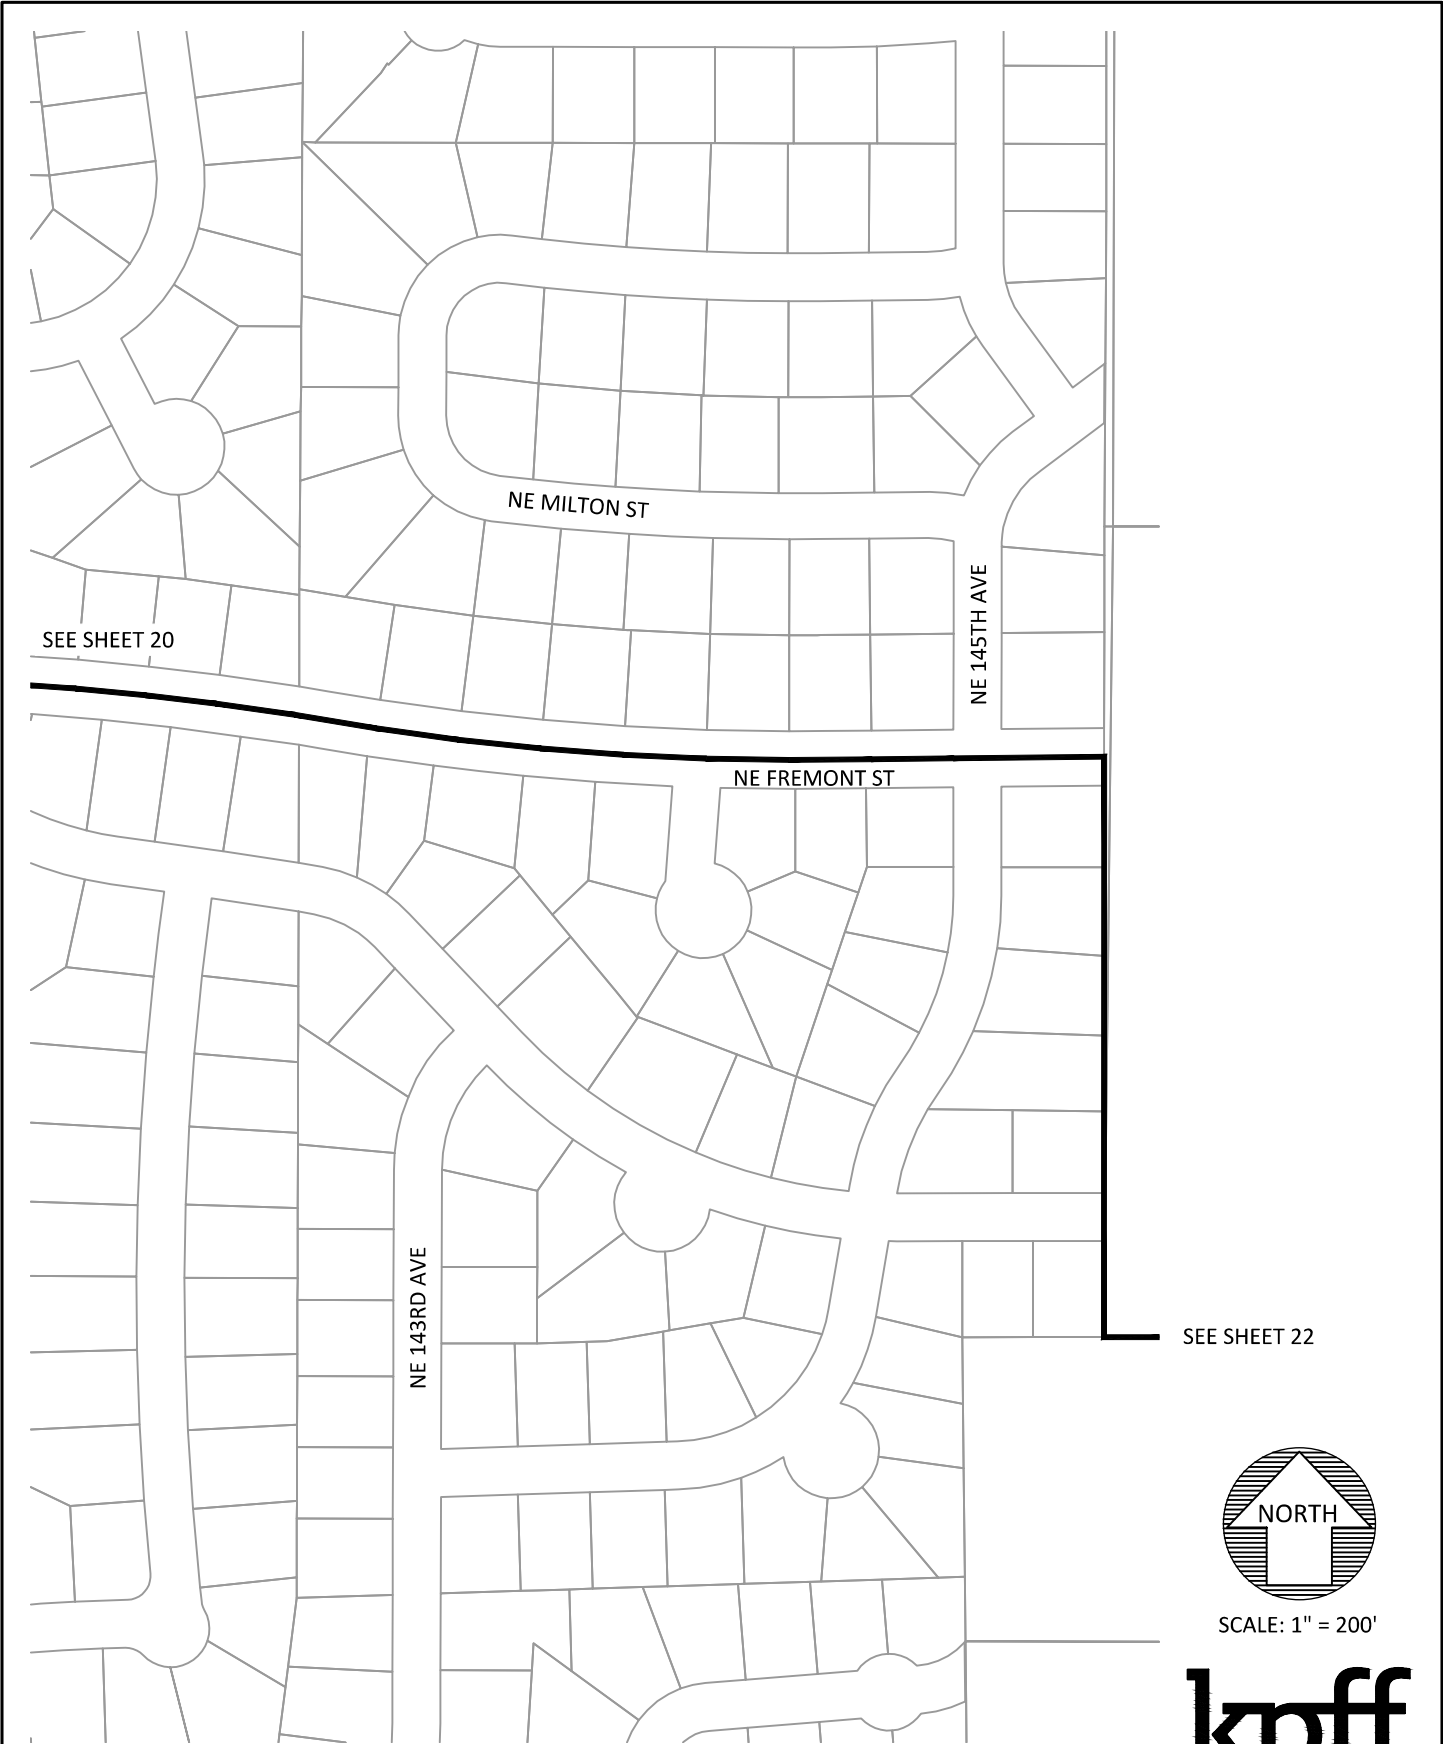 NE MILTON ST
NE 145TH AVE
SEE SHEET 20
NE FREMONT ST
NE 143RD AVE
SEE SHEET 22
NORTH
SCALE: 1" = 200'
kpff